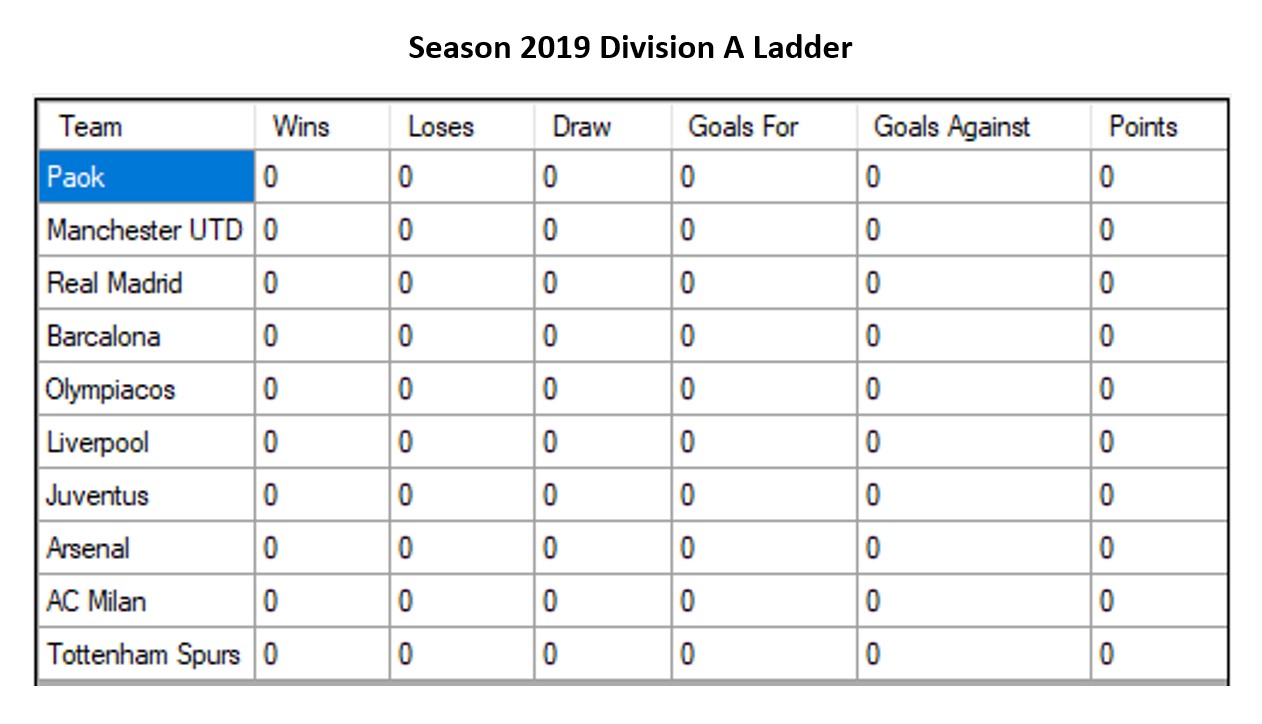 Season 2019 Division A Ladder
Team Wins Loses Draw Goals For Goals Against Points
Paok 0 0 0 0 0 0
Manchester UTD 0 0 0 0 0 0
Real Madrid 0 0 0 0 0 0
Barcalona 0 0 0 0 0 0
Olympiacos 0 0 0 0 0 0
Liverpool 0 0 0 0 0 0
Juventus 0 0 0 0 0 0
Arsenal 0 0 0 0 0 0
AC Milan 0 0 0 0 0 0
Tottenham Spurs 0 0 0 0 0 0